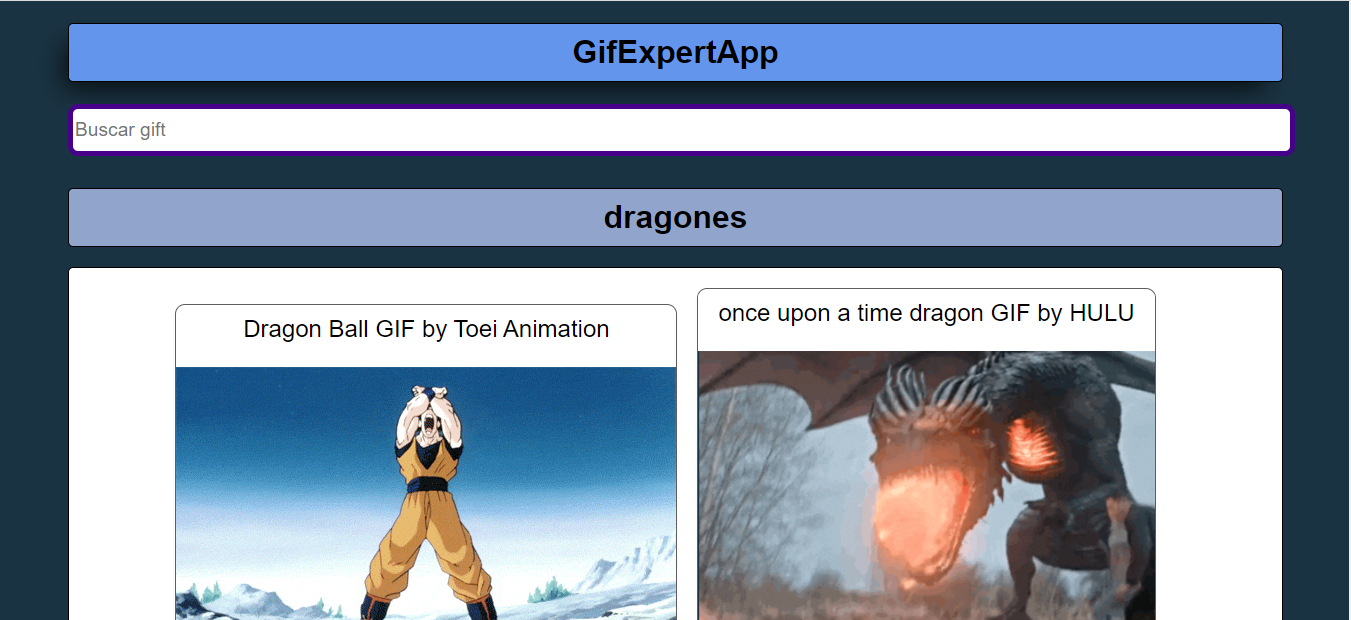 GifExpertApp
Buscar gift
dragones
Dragon Ball GIF by Toei Animation
once upon a time dragon GIF by HULU